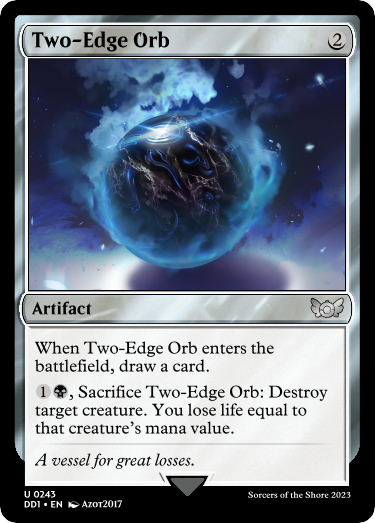 Two-Edge Orb 2
Artifact
When Two-Edge Orb enters the
battlefield, draw a card.
1, Sacrifice Two-Edge Orb: Destroy
target creature. You lose life equal to
that creature's mana value.
A vessel for great losses.
U 0243
DD1 • EN Azot2017
Sorcers of the Shore 2023